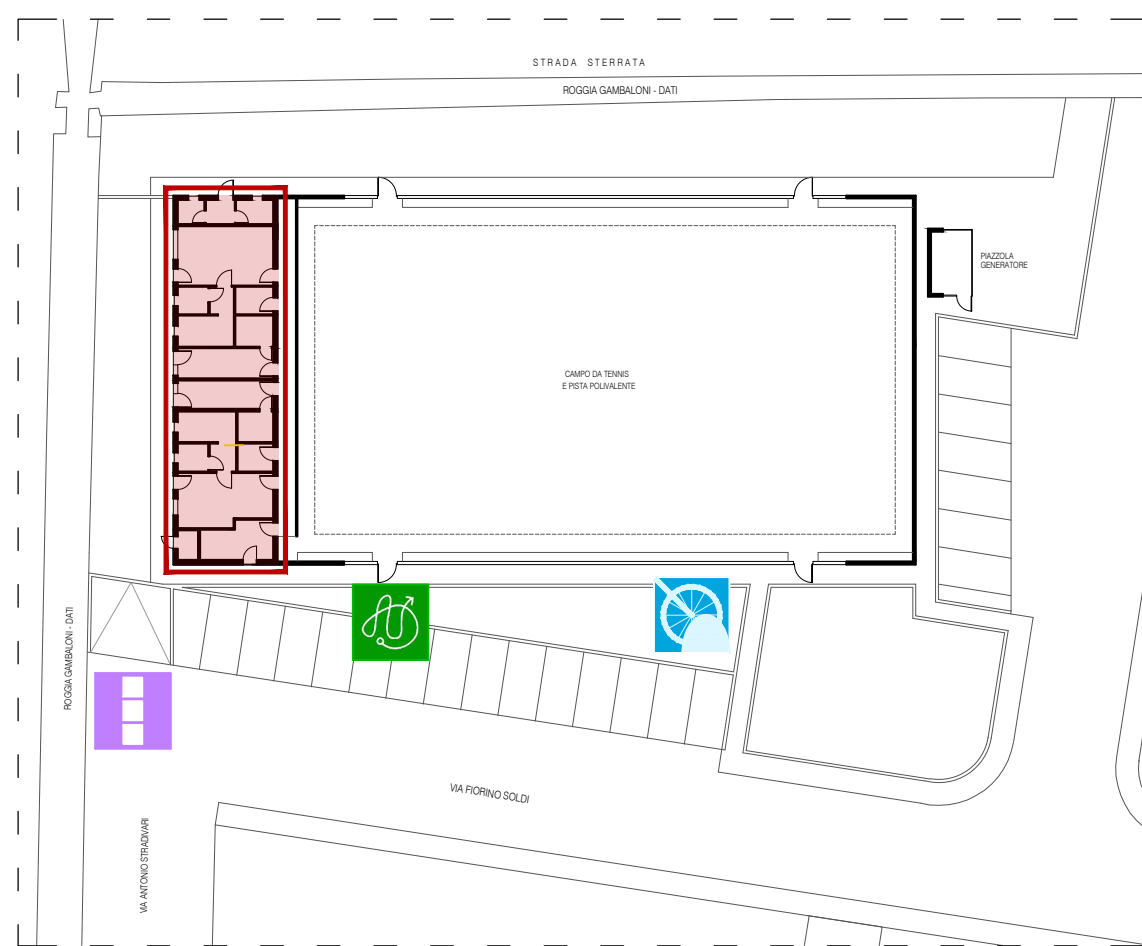 STRADA STERRATA
ROGGIA GAMBALONI - DATI
PIAZZOLA
GENERATORE
CAMPO DA TENNIS
E PISTA POLIVALENTE
ROGGIA GAMBALONI - DATI
VIA FIORINO SOLDI
VIA ANTONIO STRADIVARI